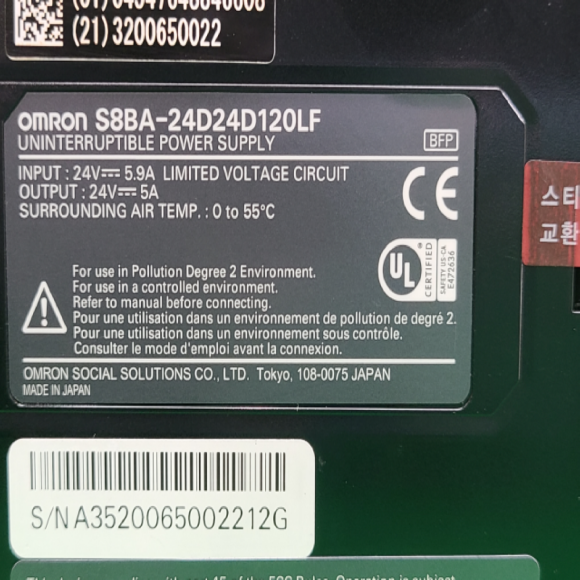 (21) 3200650022
OMRON S8BA-24D24D120LF
UNINTERRUPTIBLE POWER SUPPLY
BFP
INPUT : 24V⎓ 5.9A LIMITED VOLTAGE CIRCUIT
OUTPUT : 24V⎓ 5A
SURROUNDING AIR TEMP. : 0 to 55°C
CE
스티
교환
UL
®
CERTIFIED
SAFETY US-CA
E472636
For use in Pollution Degree 2 Environment.
For use in a controlled environment.
Refer to manual before connecting.
Pour une utilisation dans un environnement de pollution de degré 2.
Pour une utilisation dans un environnement sous contrôle.
Consulter le mode d'emploi avant la connexion.
OMRON SOCIAL SOLUTIONS CO., LTD. Tokyo, 108-0075 JAPAN
MADE IN JAPAN
S/N A3520065002212G